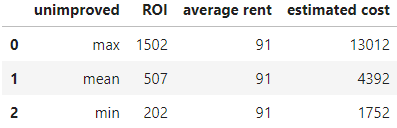 unimproved ROI average rent estimated cost
0 max 1502 91 13012
1 mean 507 91 4392
2 min 202 91 1752